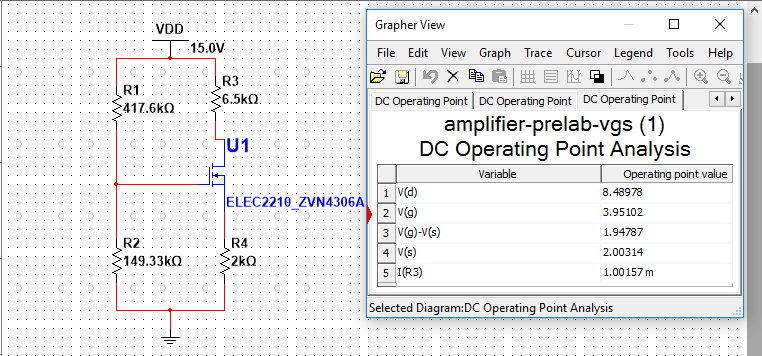 VDD
15.0V
R1
417.6kΩ
R3
6.5kΩ
U1
ELEC2210_ZVN4306A
R2
149.33kΩ
R4
2kΩ
Grapher View
File Edit View Graph Trace Cursor Legend Tools Help
DC Operating Point DC Operating Point DC Operating Point
amplifier-prelab-vgs (1)
DC Operating Point Analysis
Variable Operating point value
1 V(d) 8.48978
2 V(g) 3.95102
3 V(g)-V(s) 1.94787
4 V(s) 2.00314
5 I(R3) 1.00157 m
Selected Diagram:DC Operating Point Analysis